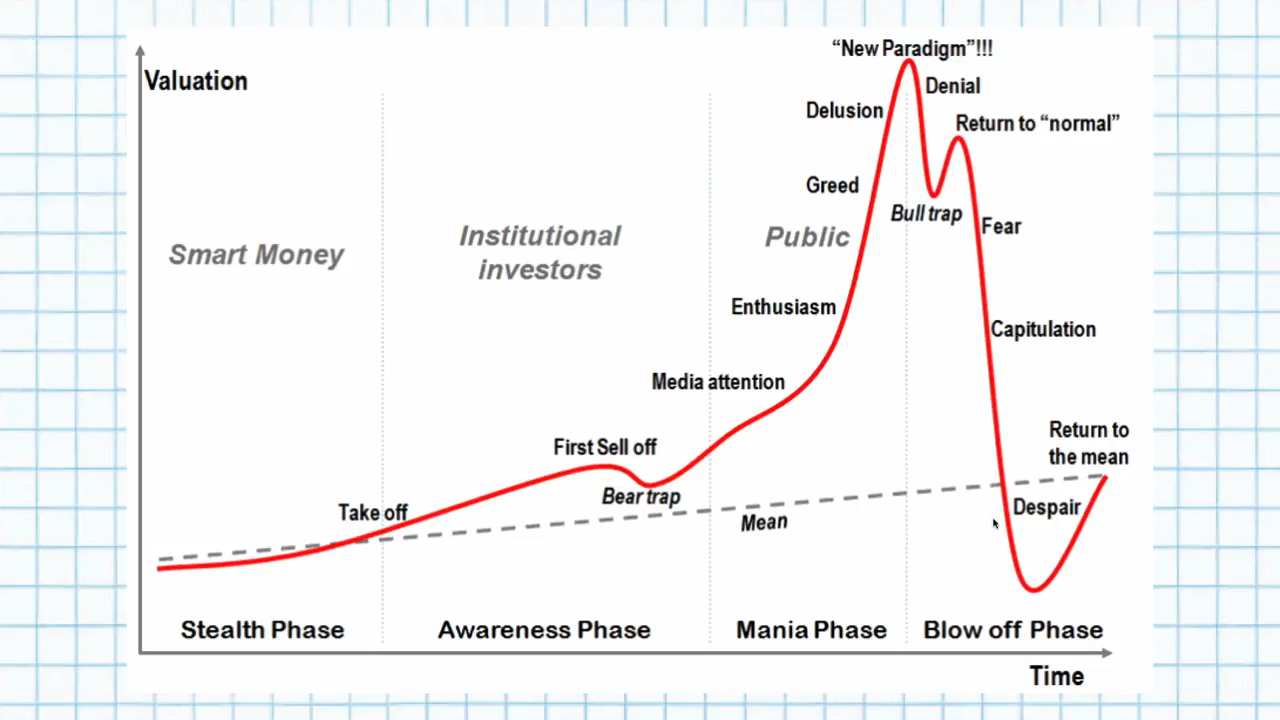 "New Paradigm"!!!
Valuation
Denial
Delusion
Return to "normal"
Greed
Bull trap
Fear
Smart Money
Institutional
investors
Public
Enthusiasm
Capitulation
Media attention
First Sell off
Bear trap
Return to
the mean
Take off
Mean
Despair
Stealth Phase
Awareness Phase
Mania Phase
Blow off Phase
Time